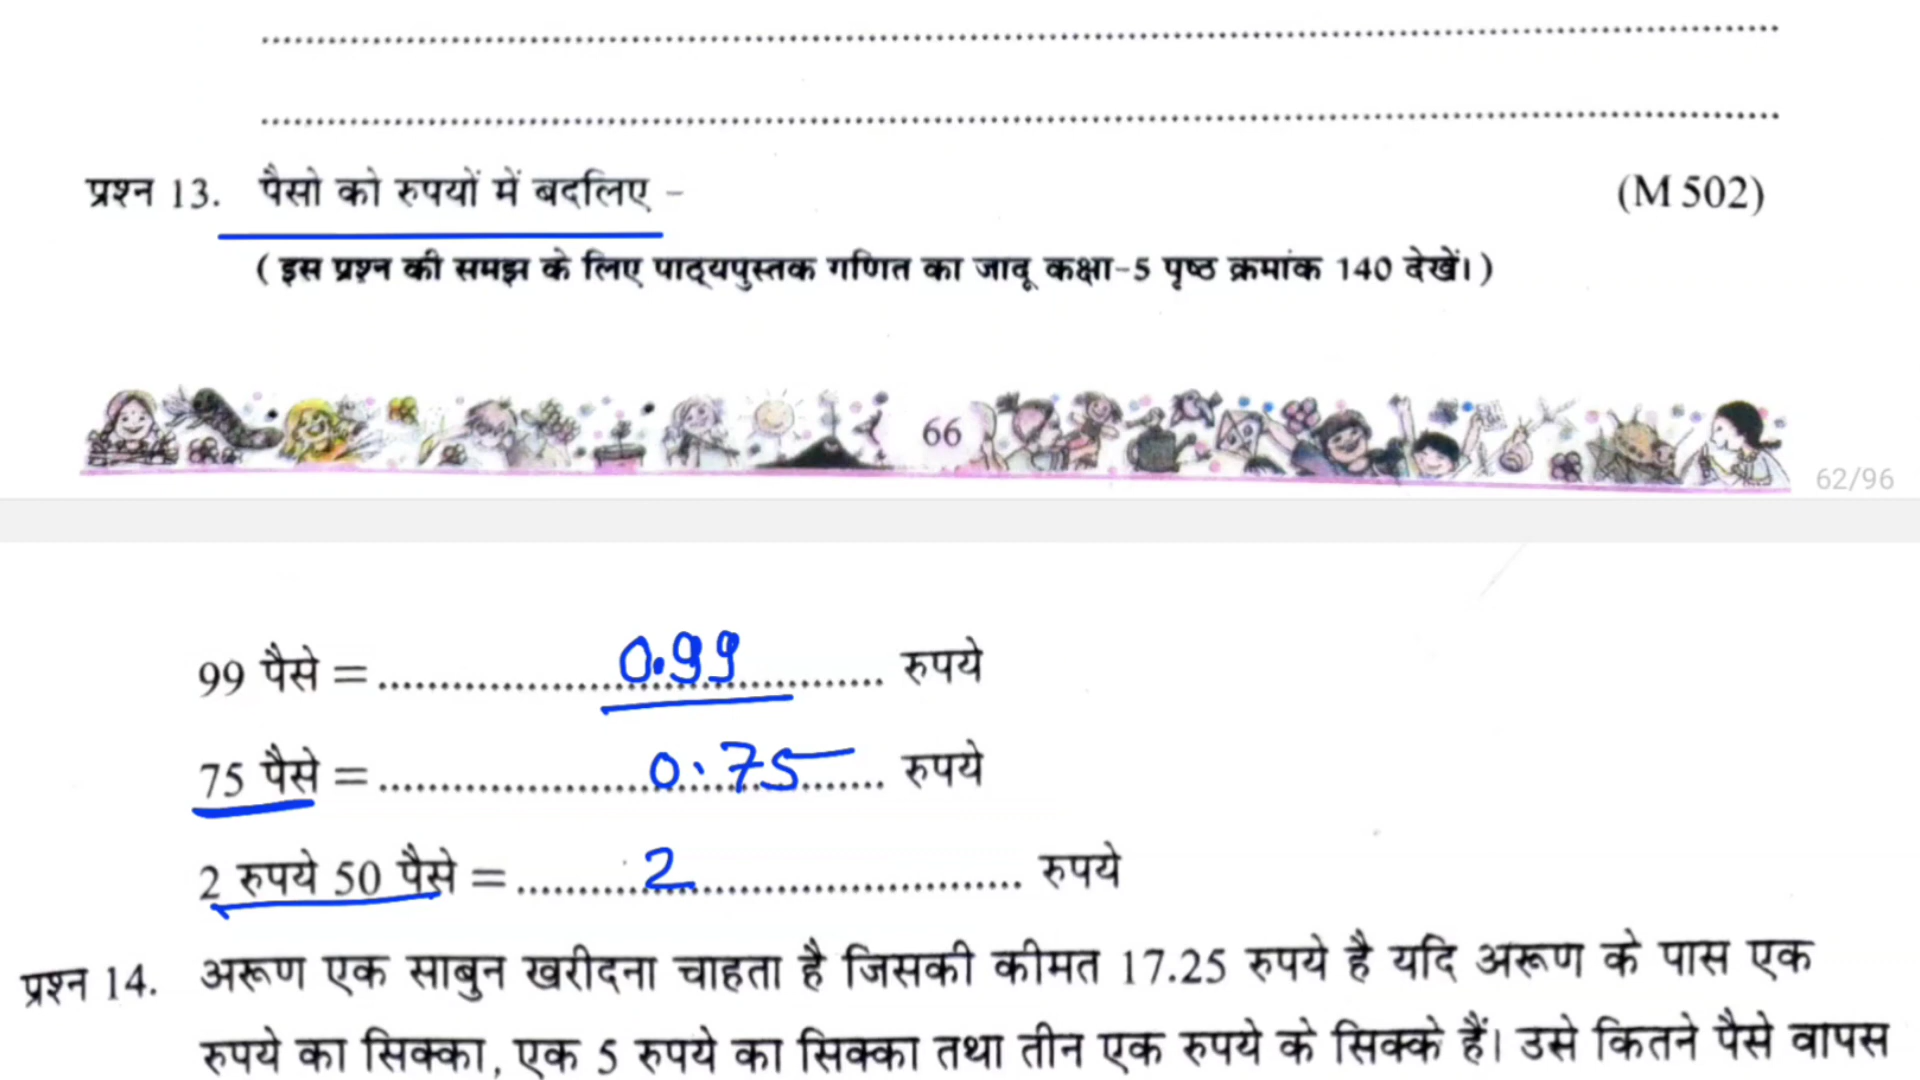 प्रश्न 13. पैसो को रुपयों में बदलिए - (M 502)
( इस प्रश्न की समझ के लिए पाठ्यपुस्तक गणित का जादू कक्षा-5 पृष्ठ क्रमांक 140 देखें। )
66
62/96
99 पैसे = 0.99 रुपये
75 पैसे = 0.75 रुपये
2 रुपये 50 पैसे = 2 रुपये
प्रश्न 14. अरूण एक साबुन खरीदना चाहता है जिसकी कीमत 17.25 रुपये है यदि अरूण के पास एक
रुपये का सिक्का, एक 5 रुपये का सिक्का तथा तीन एक रुपये के सिक्के हैं। उसे कितने पैसे वापस